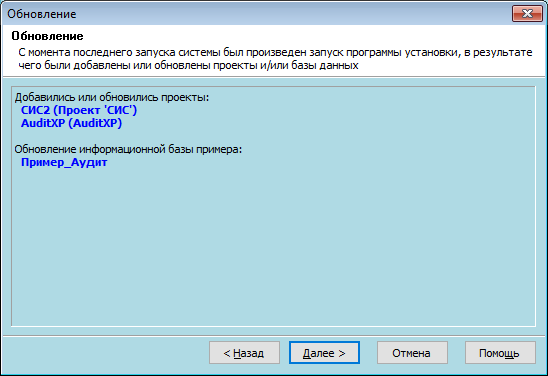 Обновление
Обновление
С момента последнего запуска системы был произведен запуск программы установки, в результате
чего были добавлены или обновлены проекты и/или базы данных
Добавились или обновились проекты:
СИС2 (Проект 'СИС')
AuditXP (AuditXP)
Обновление информационной базы примера:
Пример_Аудит
< Назад
Далее >
Отмена
Помощь